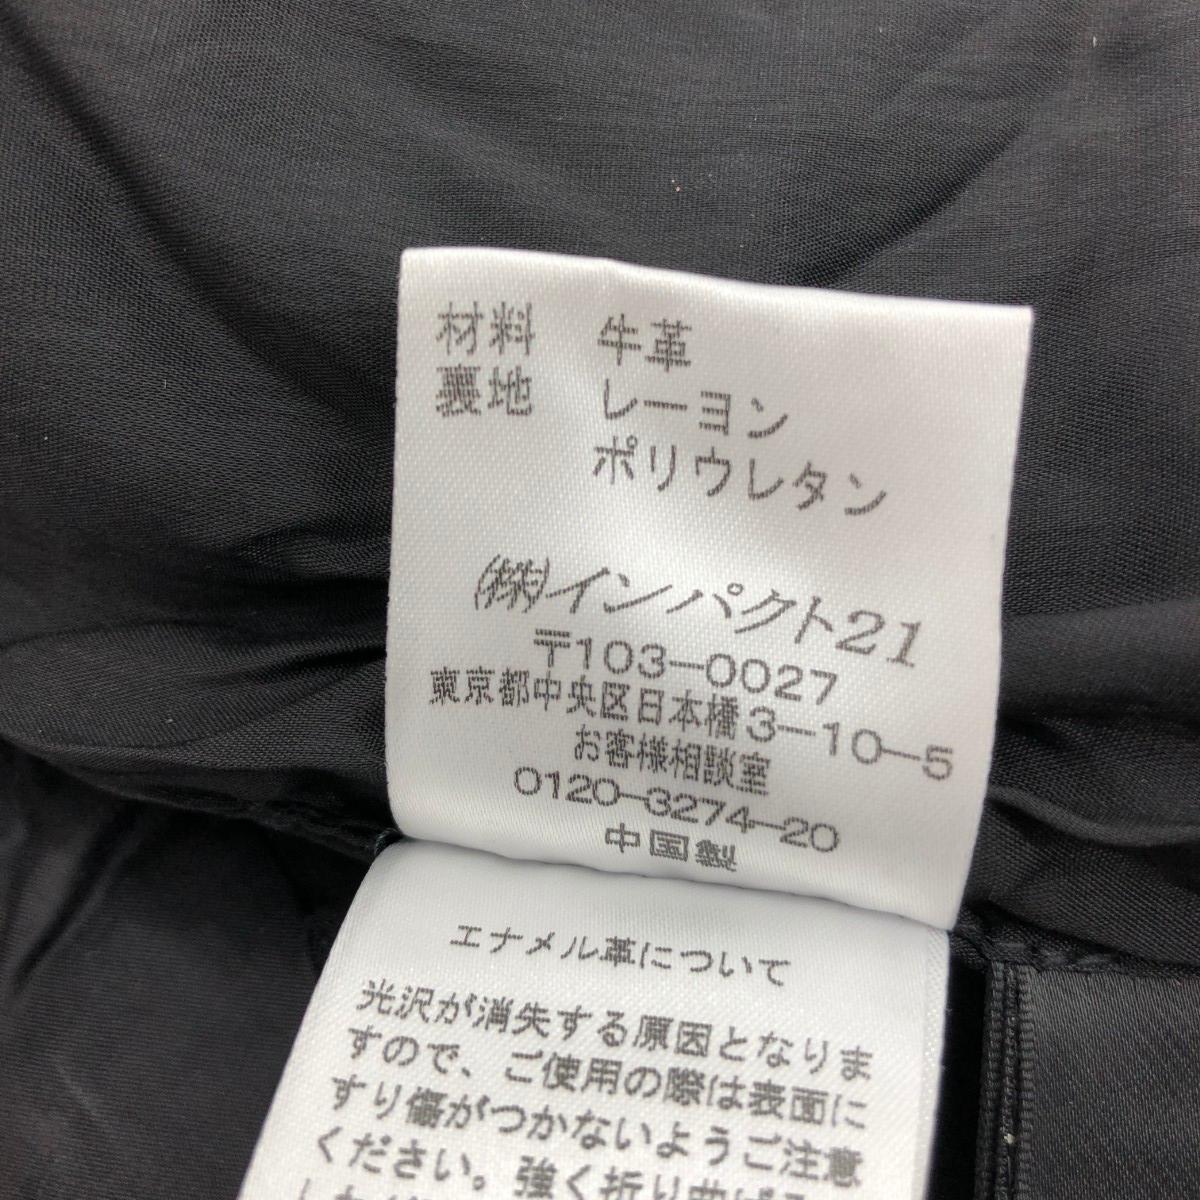 材料 牛革
裏地 レーヨン
ポリウレタン
(株)インパクト21
〒103-0027
東京都中央区日本橋3-10-5
お客様相談室
0120-3274-20
中国製
エナメル革について
光沢が消失する原因となりま
すので、ご使用の際は表面に
すり傷がつかないようご注意
ください。強く折り曲げる